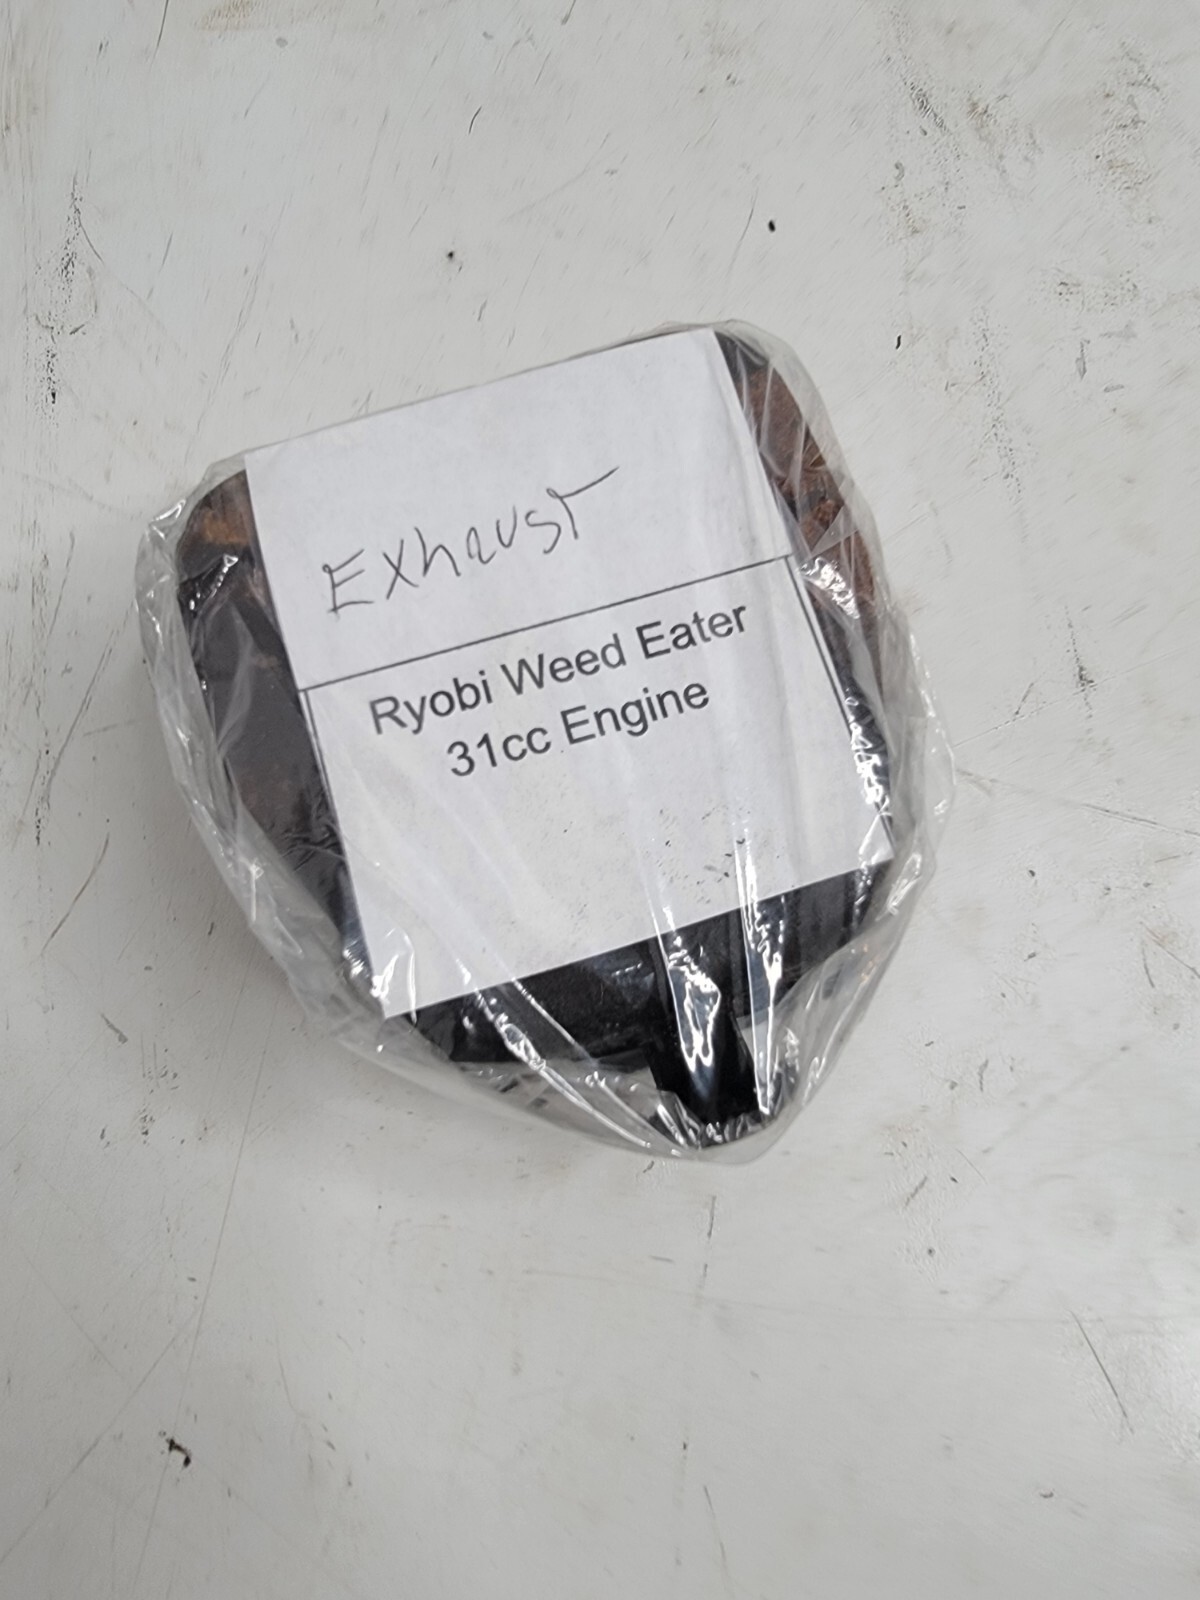 Exhaust
Ryobi Weed Eater
31cc Engine